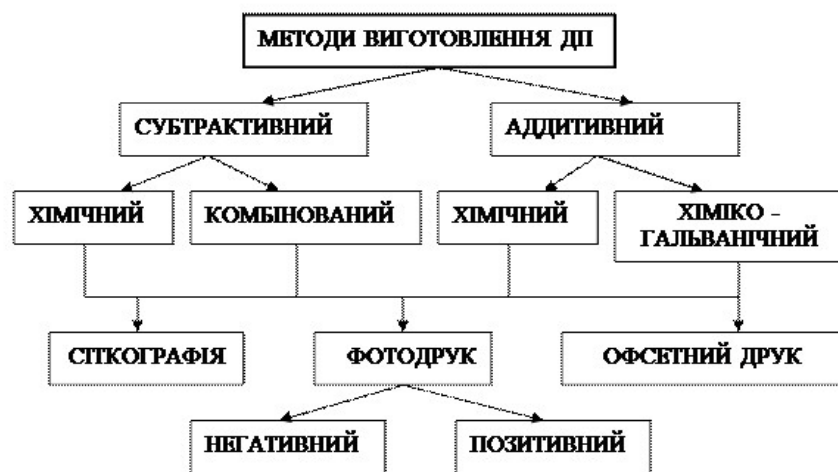 МЕТОДИ ВИГОТОВЛЕННЯ ДП
СУБТРАКТИВНИЙ
АДДИТИВНИЙ
ХІМІЧНИЙ
КОМБІНОВАНИЙ
ХІМІЧНИЙ
ХІМІКО –
ГАЛЬВАНІЧНИЙ
СІТКОГРАФІЯ
ФОТОДРУК
ОФСЕТНИЙ ДРУК
НЕГАТИВНИЙ
ПОЗИТИВНИЙ